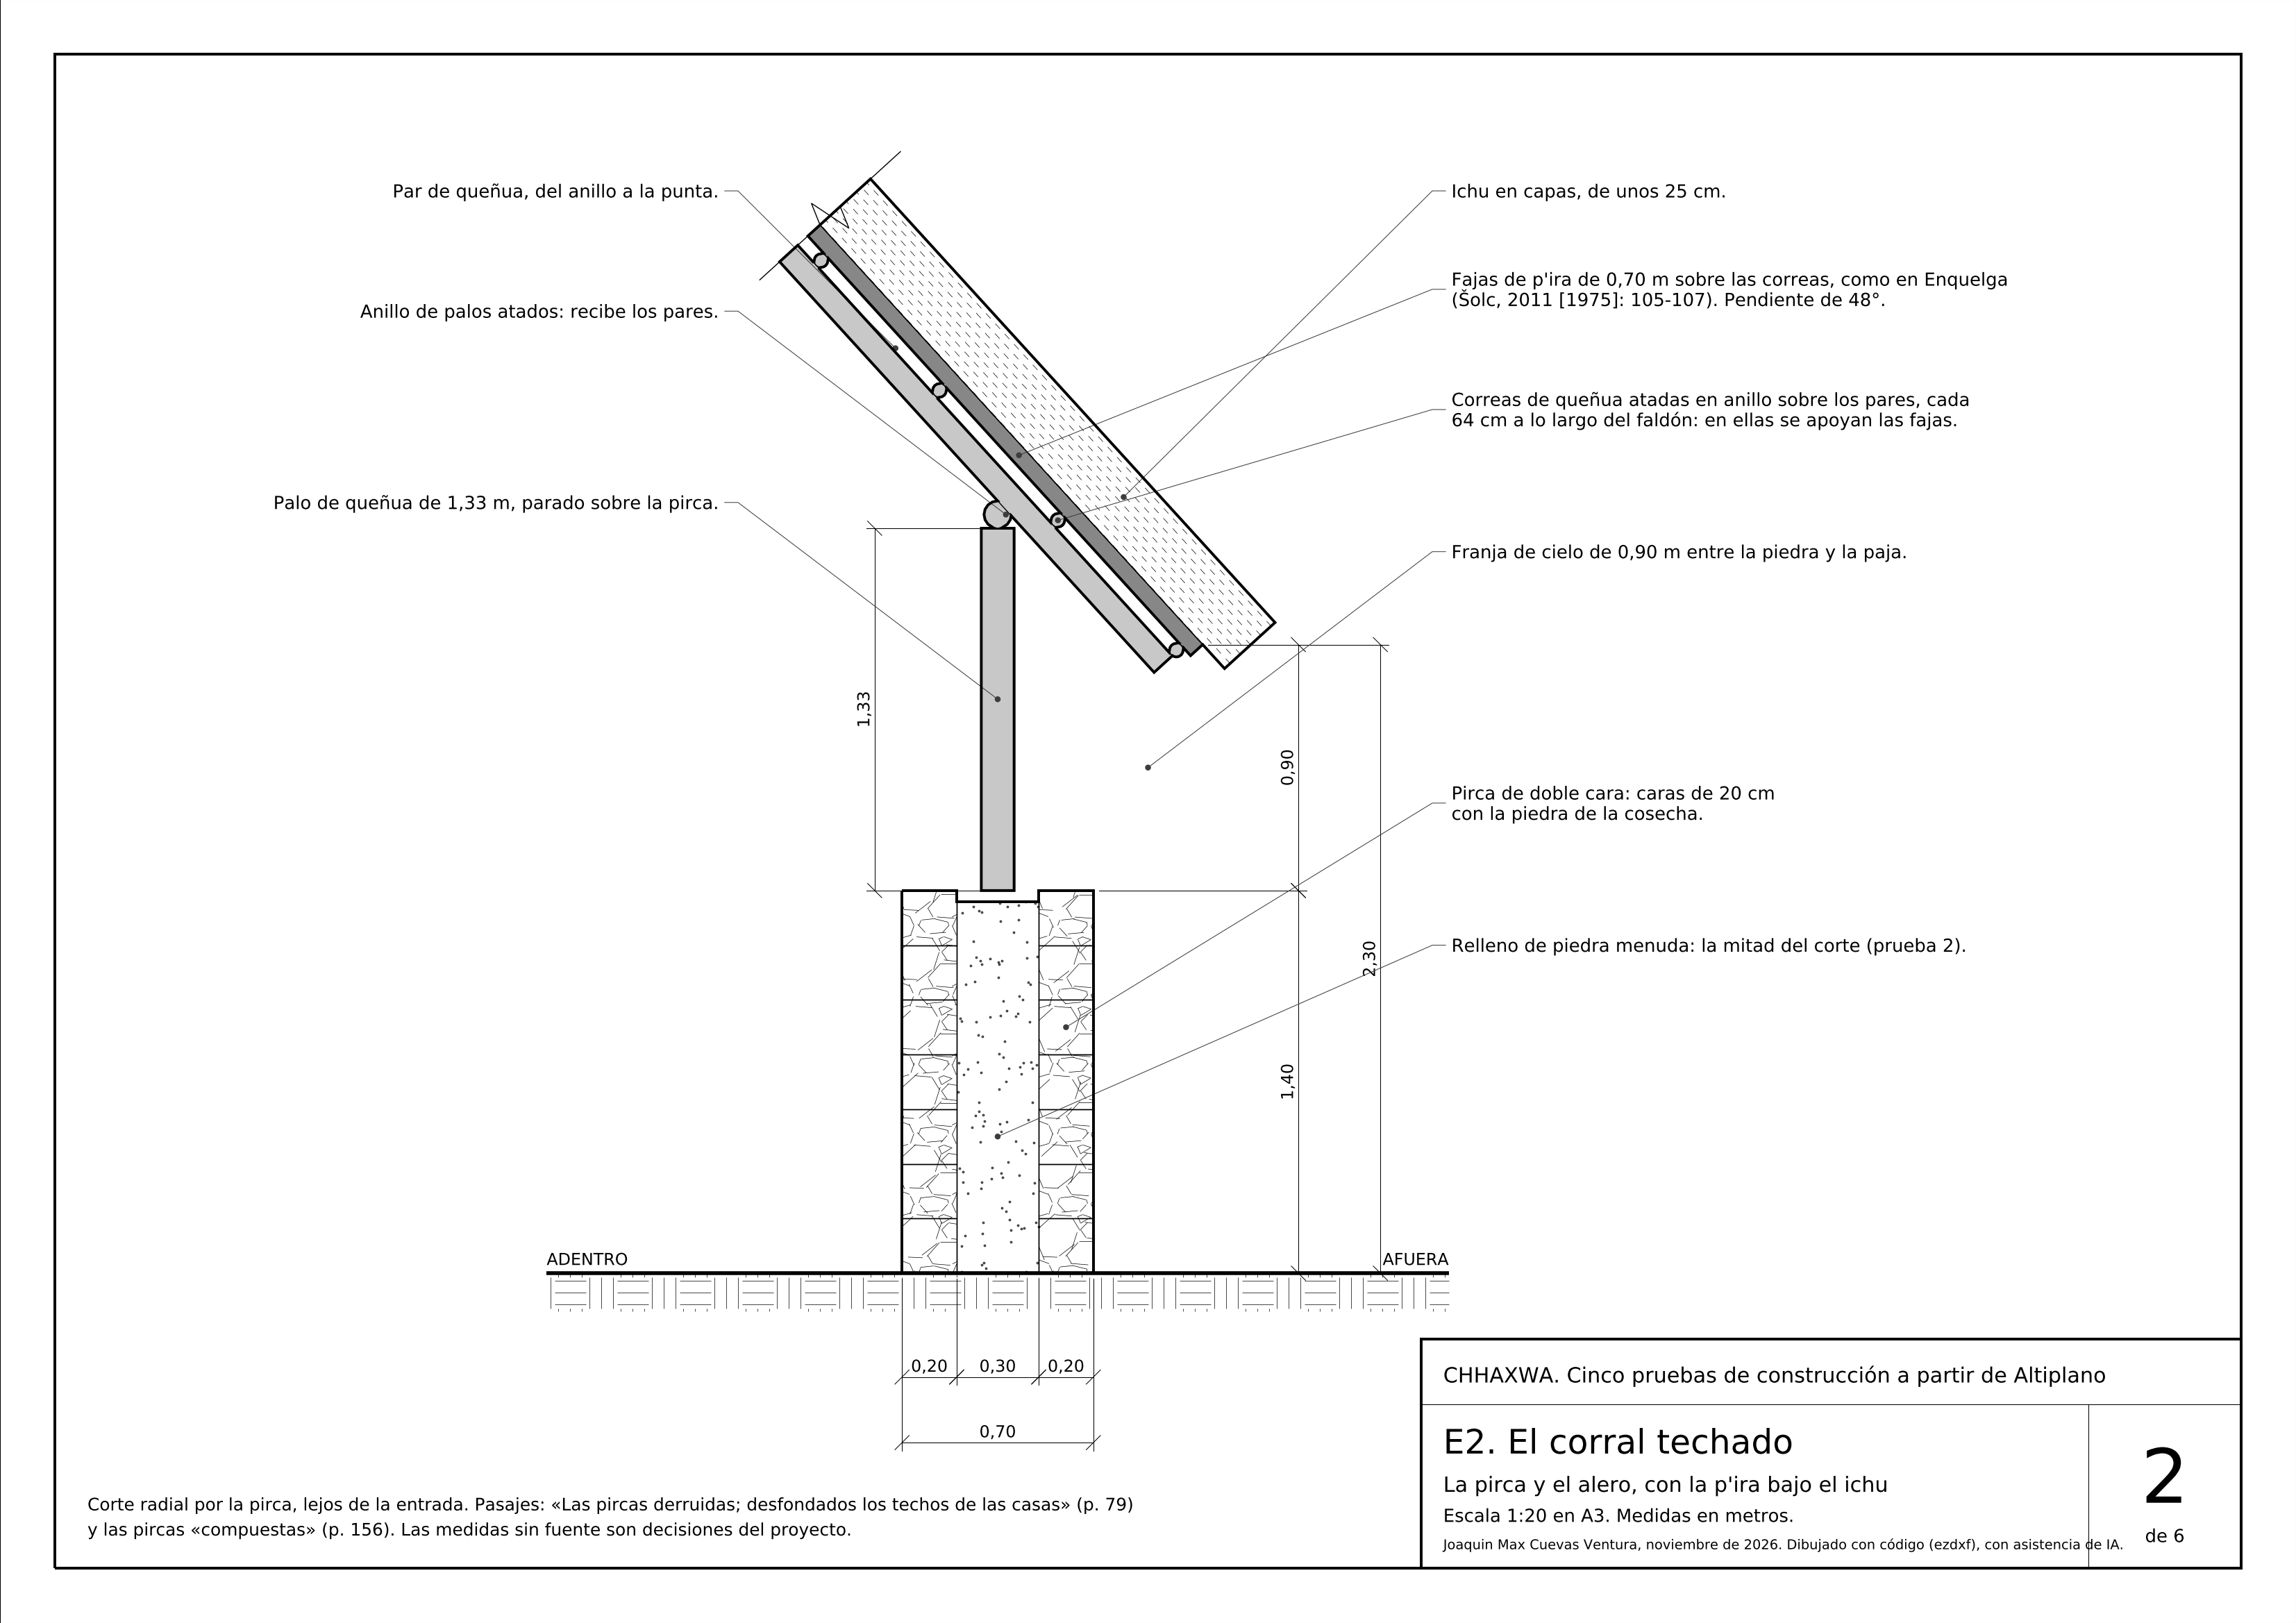 Par de queñua, del anillo a la punta.
Anillo de palos atados: recibe los pares.
Palo de queñua de 1,33 m, parado sobre la pirca.
Ichu en capas, de unos 25 cm.
Fajas de p'ira de 0,70 m sobre las correas, como en Enquelga
(Šolc, 2011 [1975]: 105-107). Pendiente de 48°.
Correas de queñua atadas en anillo sobre los pares, cada
64 cm a lo largo del faldón: en ellas se apoyan las fajas.
Franja de cielo de 0,90 m entre la piedra y la paja.
Pirca de doble cara: caras de 20 cm
con la piedra de la cosecha.
Relleno de piedra menuda: la mitad del corte (prueba 2).
1,33
0,90
2,30
1,40
ADENTRO
AFUERA
0,20
0,30
0,20
0,70
Corte radial por la pirca, lejos de la entrada. Pasajes: «Las pircas derruidas; desfondados los techos de las casas» (p. 79)
y las pircas «compuestas» (p. 156). Las medidas sin fuente son decisiones del proyecto.
CHHAXWA. Cinco pruebas de construcción a partir de Altiplano
E2. El corral techado
La pirca y el alero, con la p'ira bajo el ichu
Escala 1:20 en A3. Medidas en metros.
Joaquin Max Cuevas Ventura, noviembre de 2026. Dibujado con código (ezdxf), con asistencia de IA.
2
de 6